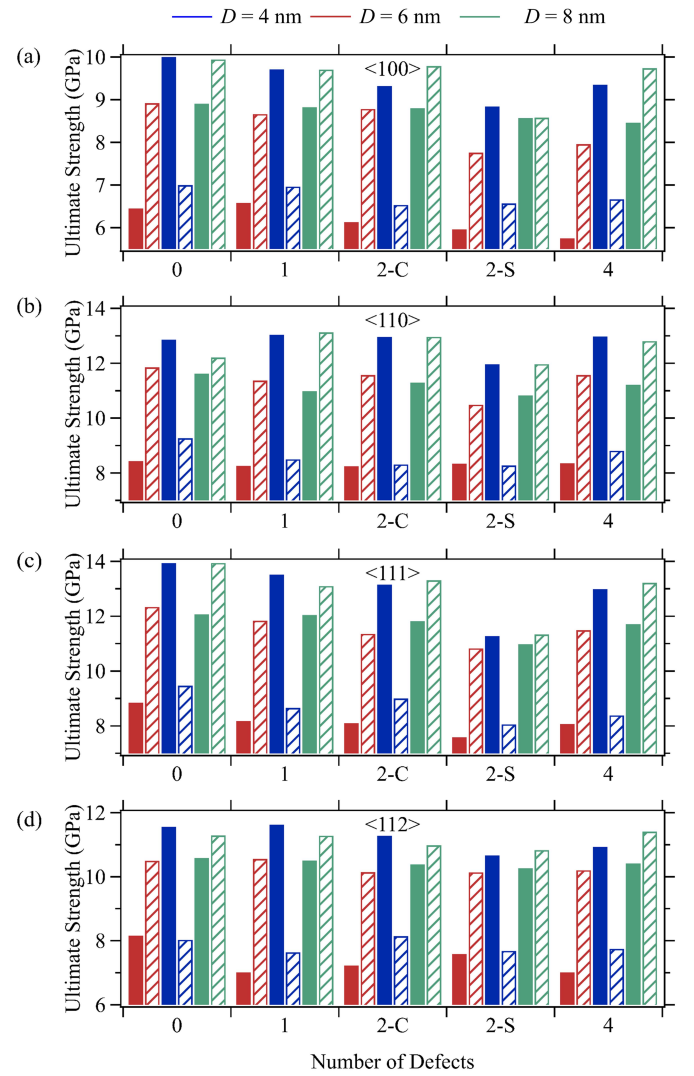 D = 4 nm D = 6 nm D = 8 nm
(a)
<100>
Ultimate Strength (GPa)
10
9
8
7
6
0 1 2-C 2-S 4
(b)
<110>
Ultimate Strength (GPa)
14
12
10
8
0 1 2-C 2-S 4
(c)
<111>
Ultimate Strength (GPa)
14
12
10
8
0 1 2-C 2-S 4
(d)
<112>
Ultimate Strength (GPa)
12
10
8
6
0 1 2-C 2-S 4
Number of Defects